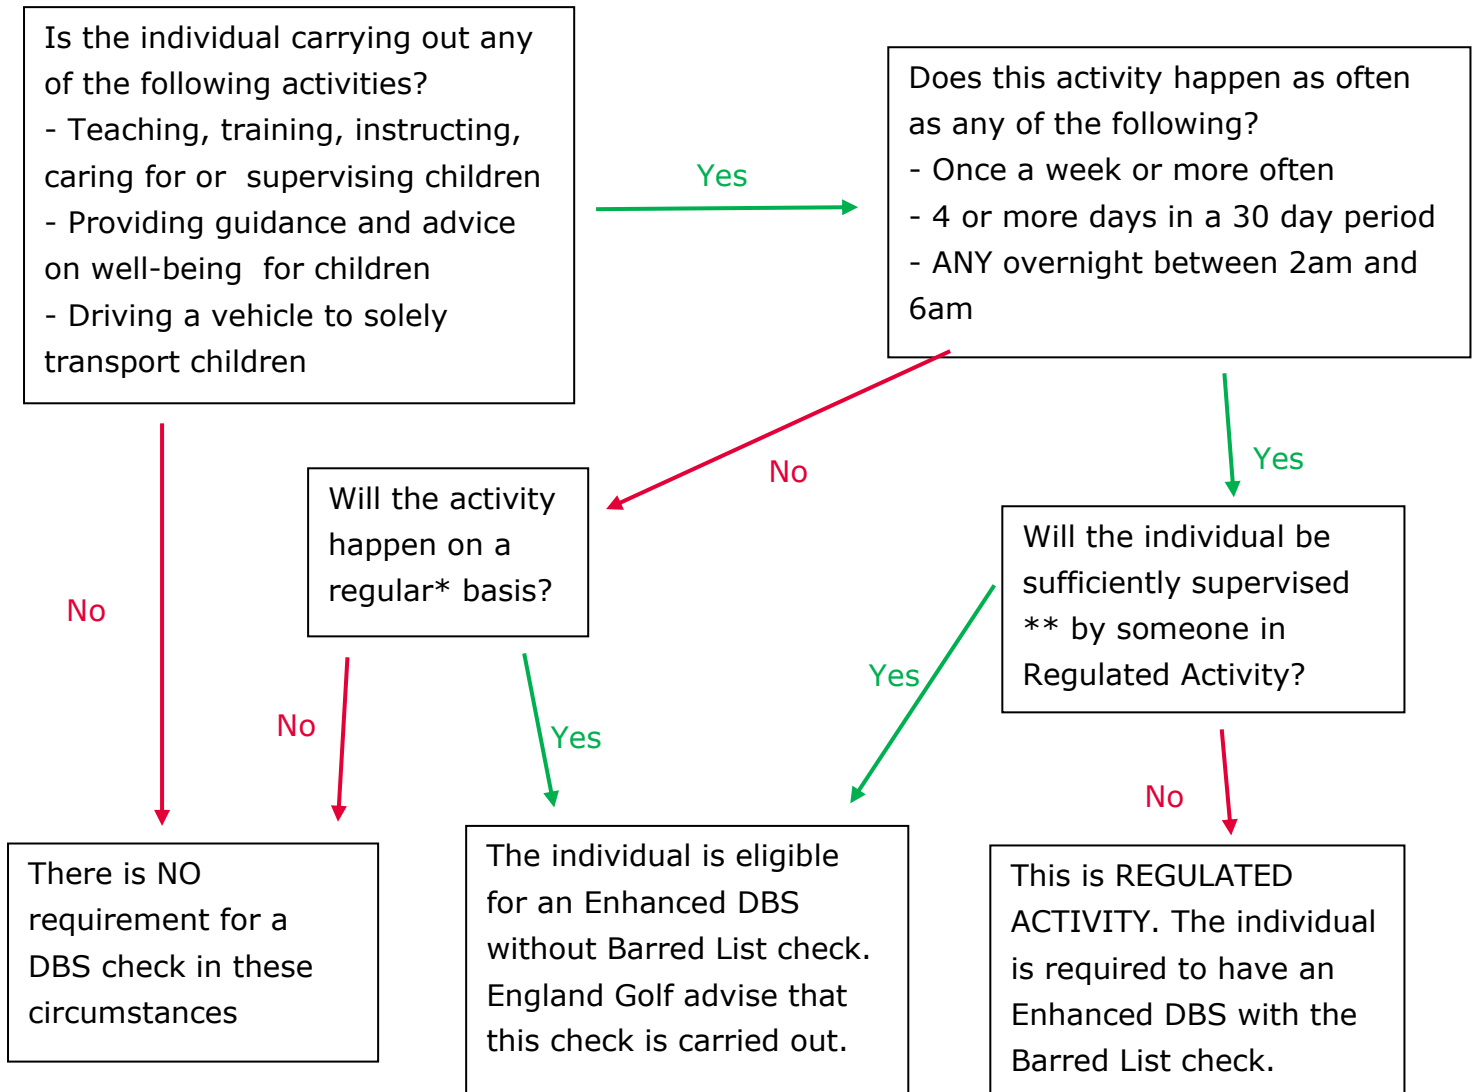 Is the individual carrying out any
of the following activities?
- Teaching, training, instructing,
caring for or  supervising children
- Providing guidance and advice
on well-being  for children
- Driving a vehicle to solely
transport children
Yes
Does this activity happen as often
as any of the following?
- Once a week or more often
- 4 or more days in a 30 day period
- ANY overnight between 2am and
6am
No
Yes
No
Will the activity
happen on a
regular* basis?
Will the individual be
sufficiently supervised
** by someone in
Regulated Activity?
No
Yes
Yes
No
There is NO
requirement for a
DBS check in these
circumstances
The individual is eligible
for an Enhanced DBS
without Barred List check.
England Golf advise that
this check is carried out.
This is REGULATED
ACTIVITY. The individual
is required to have an
Enhanced DBS with the
Barred List check.